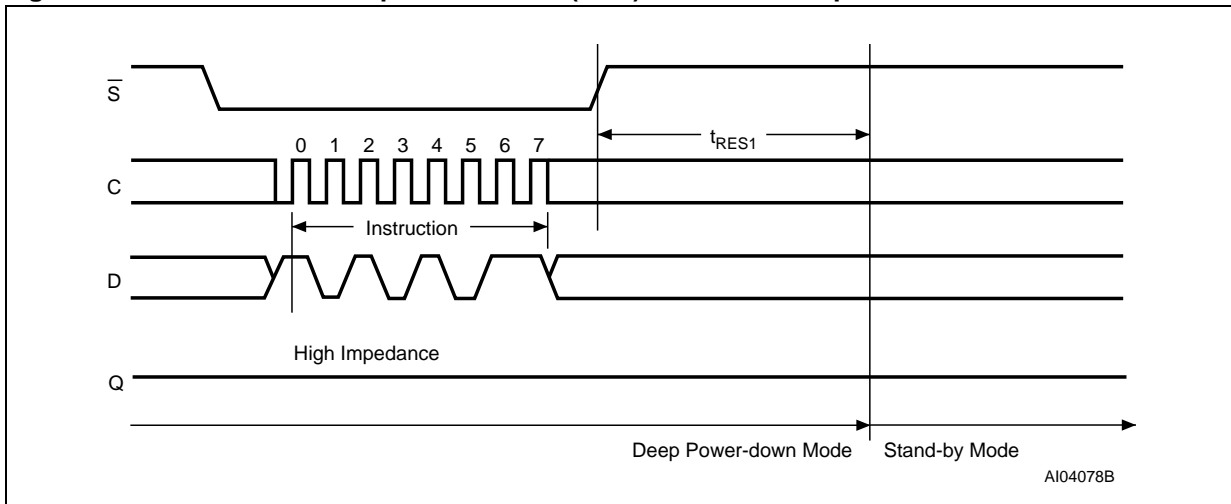 S
0 1 2 3 4 5 6 7
tRES1
C
Instruction
D
High Impedance
Q
Deep Power-down Mode Stand-by Mode
AI04078B